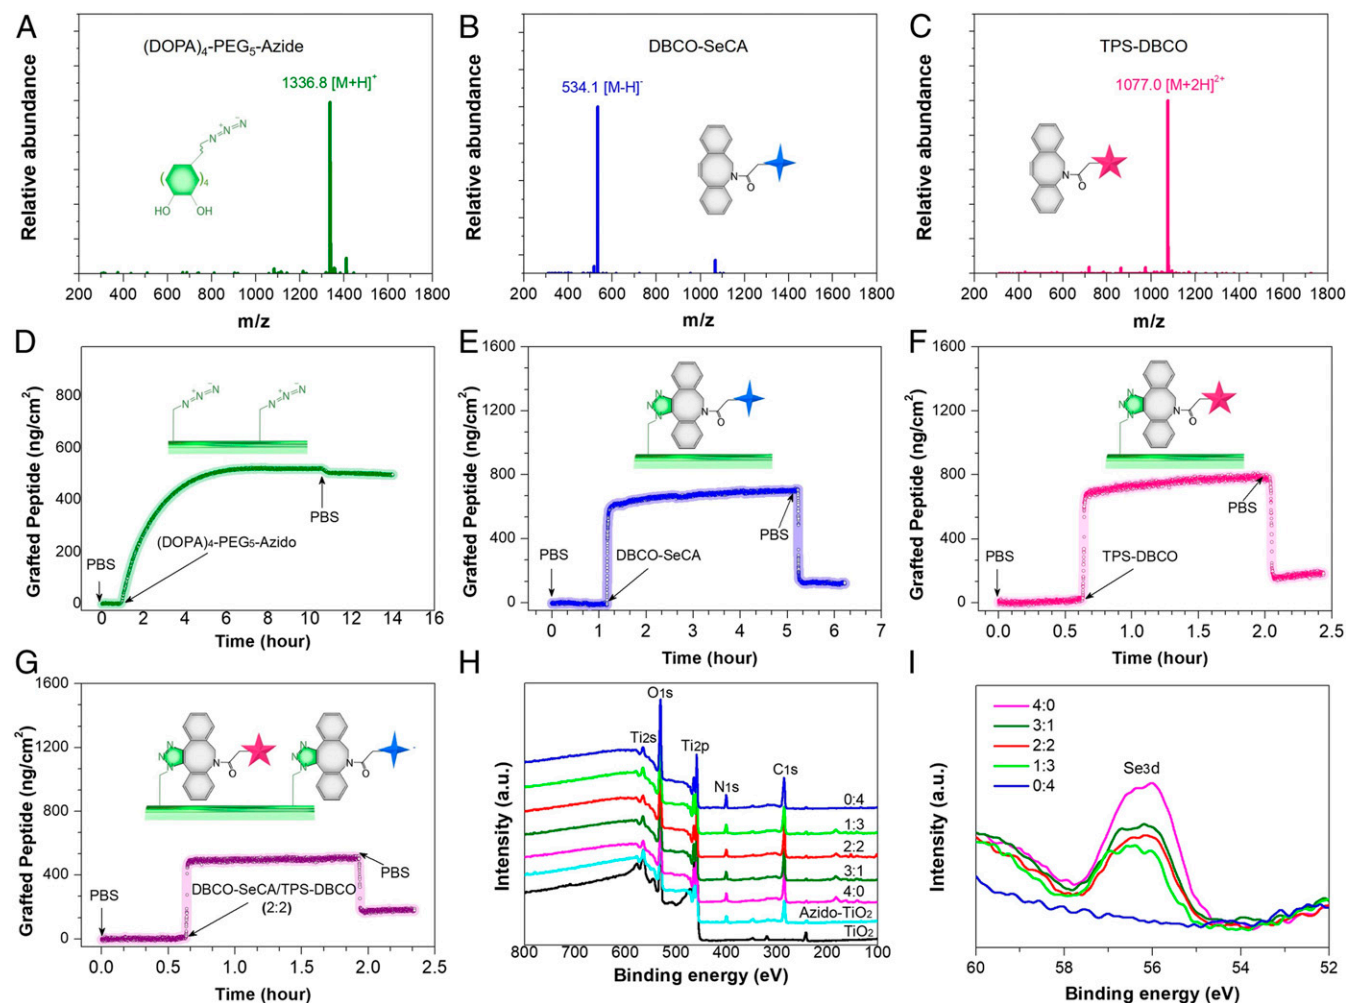 A
(DOPA)4-PEG5-Azide
1336.8 [M+H]+
Relative abundance
N=N=N
+ −
( )4
HO OH
200 400 600 800 1000 1200 1400 1600 1800
m/z
B
DBCO-SeCA
534.1 [M-H]-
Relative abundance
N
O
200 400 600 800 1000 1200 1400 1600 1800
m/z
C
TPS-DBCO
1077.0 [M+2H]2+
Relative abundance
N
O
200 400 600 800 1000 1200 1400 1600 1800
m/z
D
Grafted Peptide (ng/cm2)
800
600
400
200
0
N=N=N N=N=N
+ − + −
PBS
(DOPA)4-PEG5-Azido
PBS
0 2 4 6 8 10 12 14 16
Time (hour)
E
Grafted Peptide (ng/cm2)
1600
1200
800
400
0
N N N N
O
PBS
DBCO-SeCA
PBS
0 1 2 3 4 5 6 7
Time (hour)
F
Grafted Peptide (ng/cm2)
1600
1200
800
400
0
N N N N
O
PBS
TPS-DBCO
PBS
0.0 0.5 1.0 1.5 2.0 2.5
Time (hour)
G
Grafted Peptide (ng/cm2)
1600
1200
800
400
0
N N N N
O
N N N N
O
PBS
DBCO-SeCA/TPS-DBCO
(2:2)
PBS
0.0 0.5 1.0 1.5 2.0 2.5
Time (hour)
H
Intensity (a.u.)
O1s
Ti2s
Ti2p
N1s
C1s
0:4
1:3
2:2
3:1
4:0
Azido-TiO2
TiO2
800 700 600 500 400 300 200 100
Binding energy (eV)
I
Intensity (a.u.)
4:0
3:1
2:2
1:3
0:4
Se3d
60 58 56 54 52
Binding energy (eV)